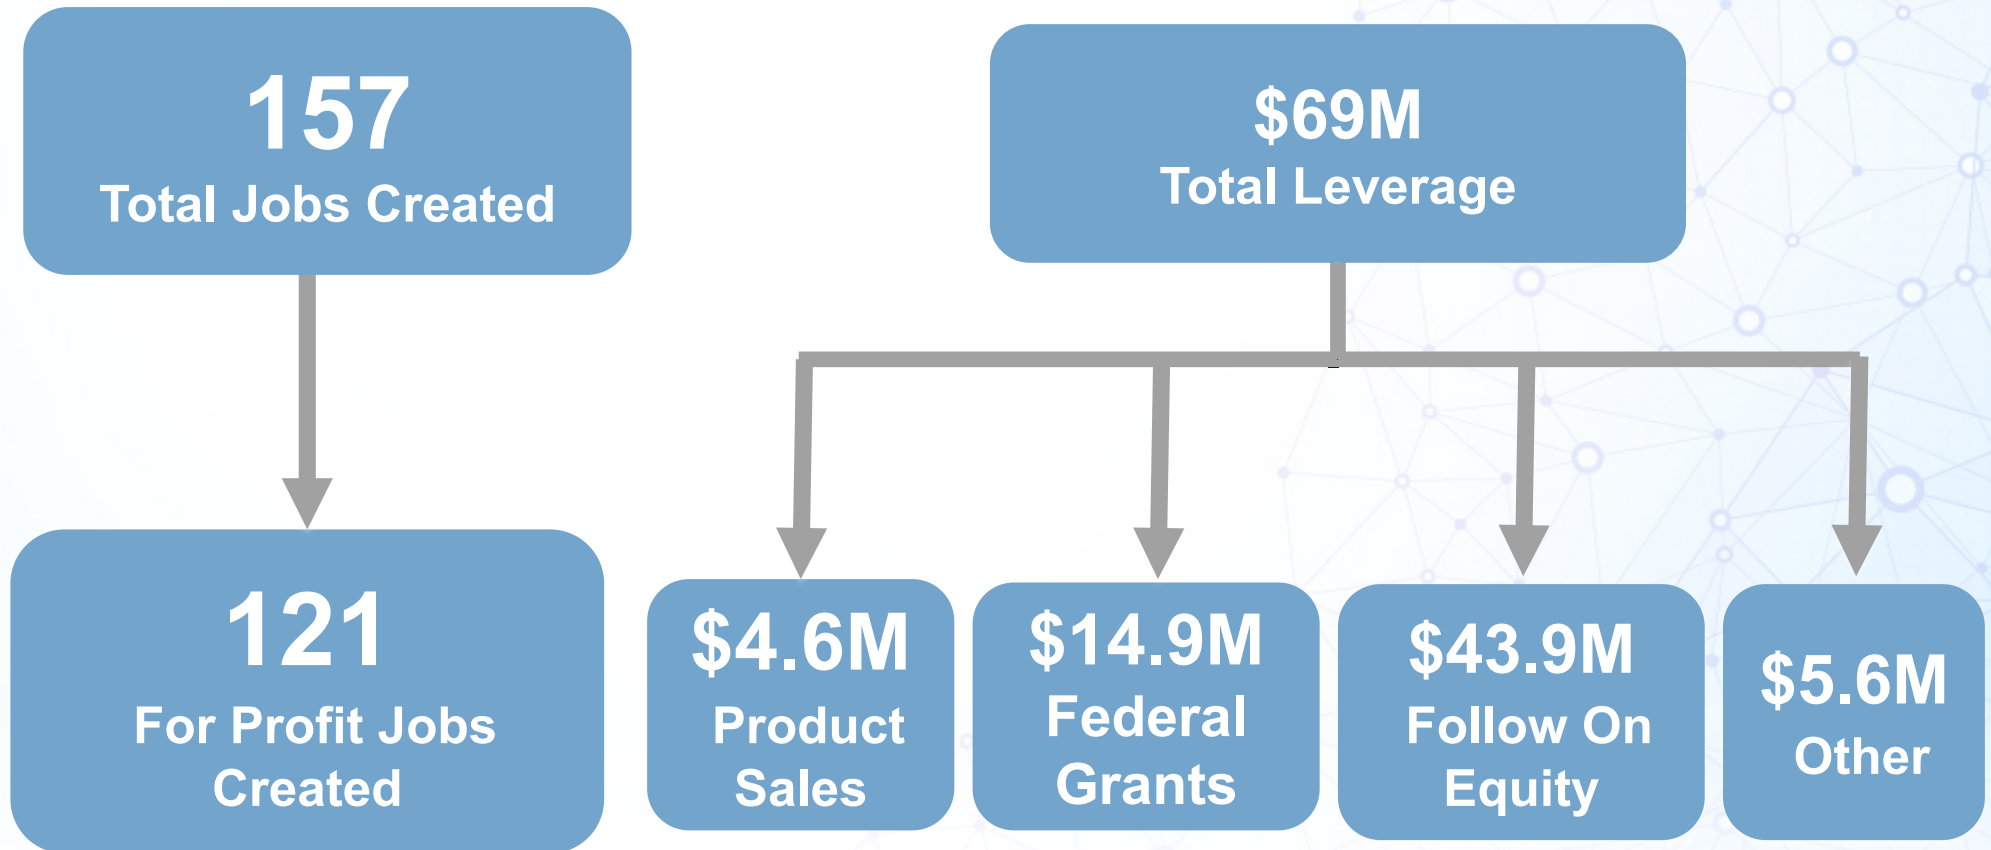 157
Total Jobs Created
$69M
Total Leverage
121
For Profit Jobs
Created
$4.6M
Product
Sales
$14.9M
Federal
Grants
$43.9M
Follow On
Equity
$5.6M
Other